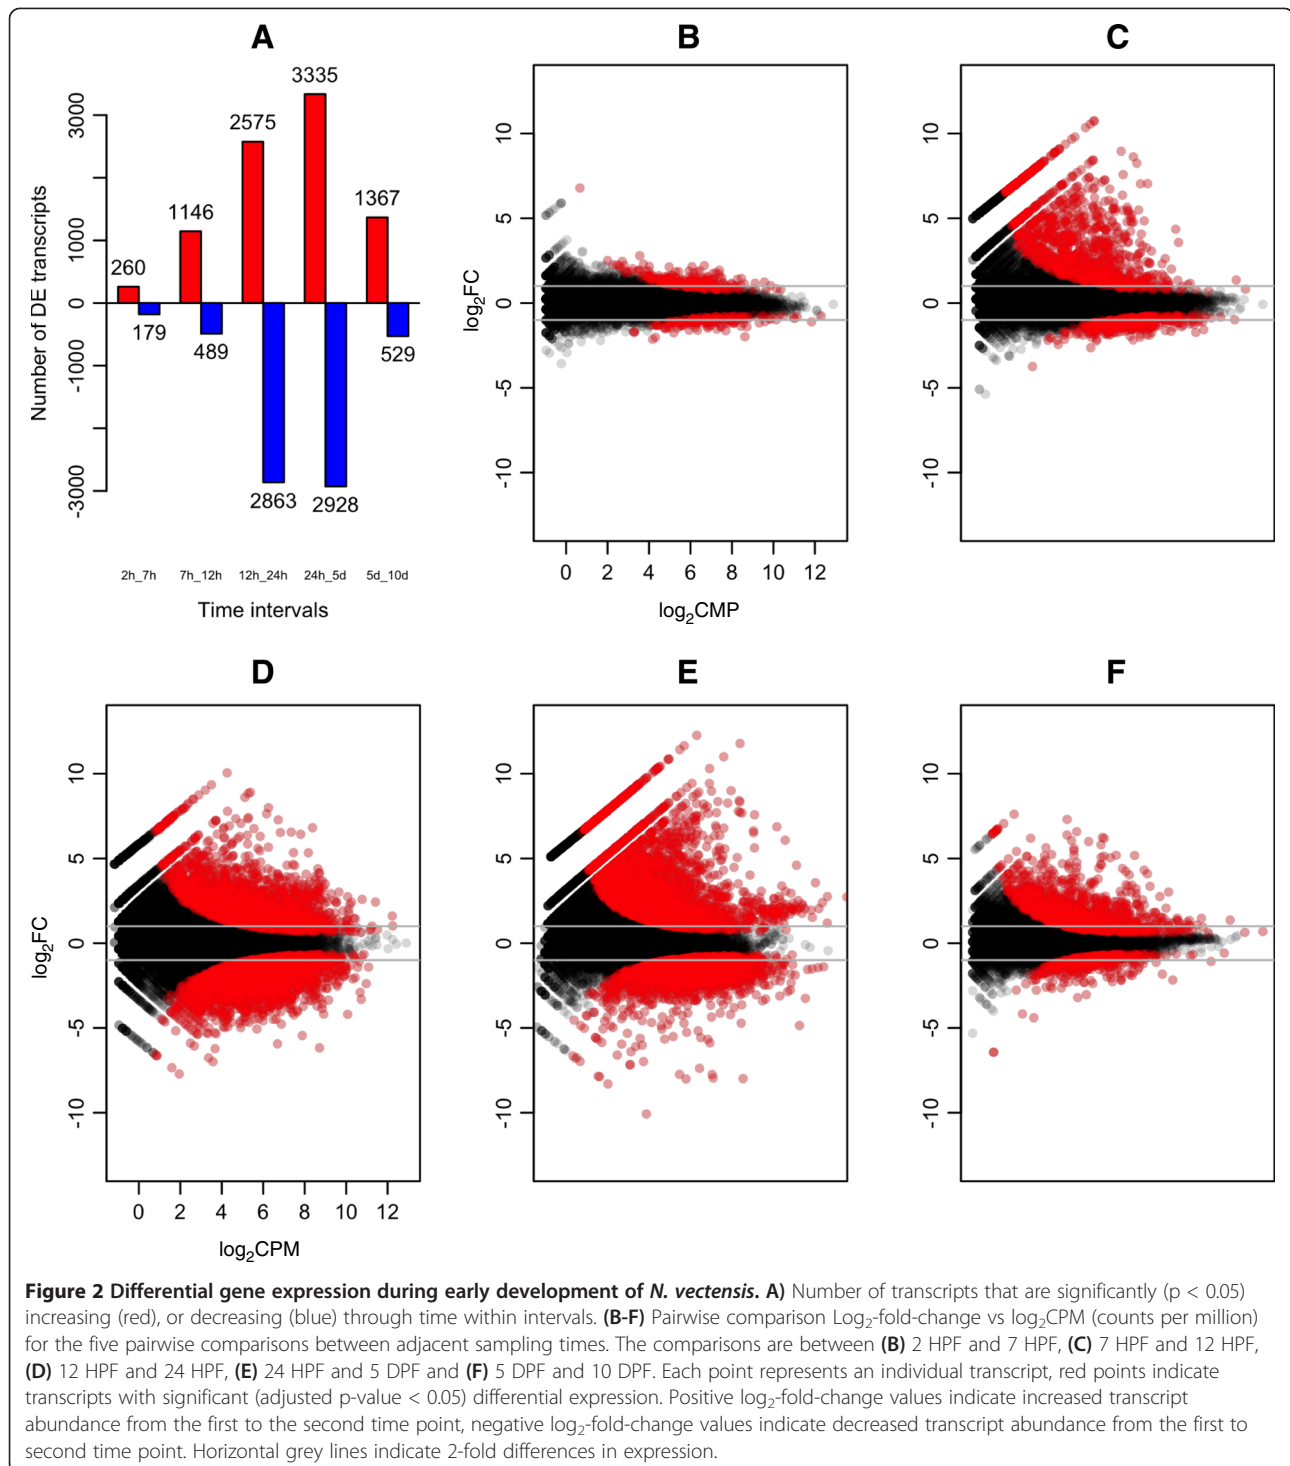 A
B
C
3335
2575
1367
1146
260
179
489
529
2863
2928
3000
1000
0
-1000
-3000
Number of DE transcripts
2h_7h 7h_12h 12h_24h 24h_5d 5d_10d
Time intervals
10
5
0
-5
-10
log2FC
0 2 4 6 8 10 12
log2CMP
10
5
0
-5
-10
D
E
F
10
5
0
-5
-10
log2FC
0 2 4 6 8 10 12
log2CPM
10
5
0
-5
-10
10
5
0
-5
-10
Figure 2 Differential gene expression during early development of N. vectensis. A) Number of transcripts that are significantly (p < 0.05)
increasing (red), or decreasing (blue) through time within intervals. (B-F) Pairwise comparison Log2-fold-change vs log2CPM (counts per million)
for the five pairwise comparisons between adjacent sampling times. The comparisons are between (B) 2 HPF and 7 HPF, (C) 7 HPF and 12 HPF,
(D) 12 HPF and 24 HPF, (E) 24 HPF and 5 DPF and (F) 5 DPF and 10 DPF. Each point represents an individual transcript, red points indicate
transcripts with significant (adjusted p-value < 0.05) differential expression. Positive log2-fold-change values indicate increased transcript
abundance from the first to the second time point, negative log2-fold-change values indicate decreased transcript abundance from the first to
second time point. Horizontal grey lines indicate 2-fold differences in expression.